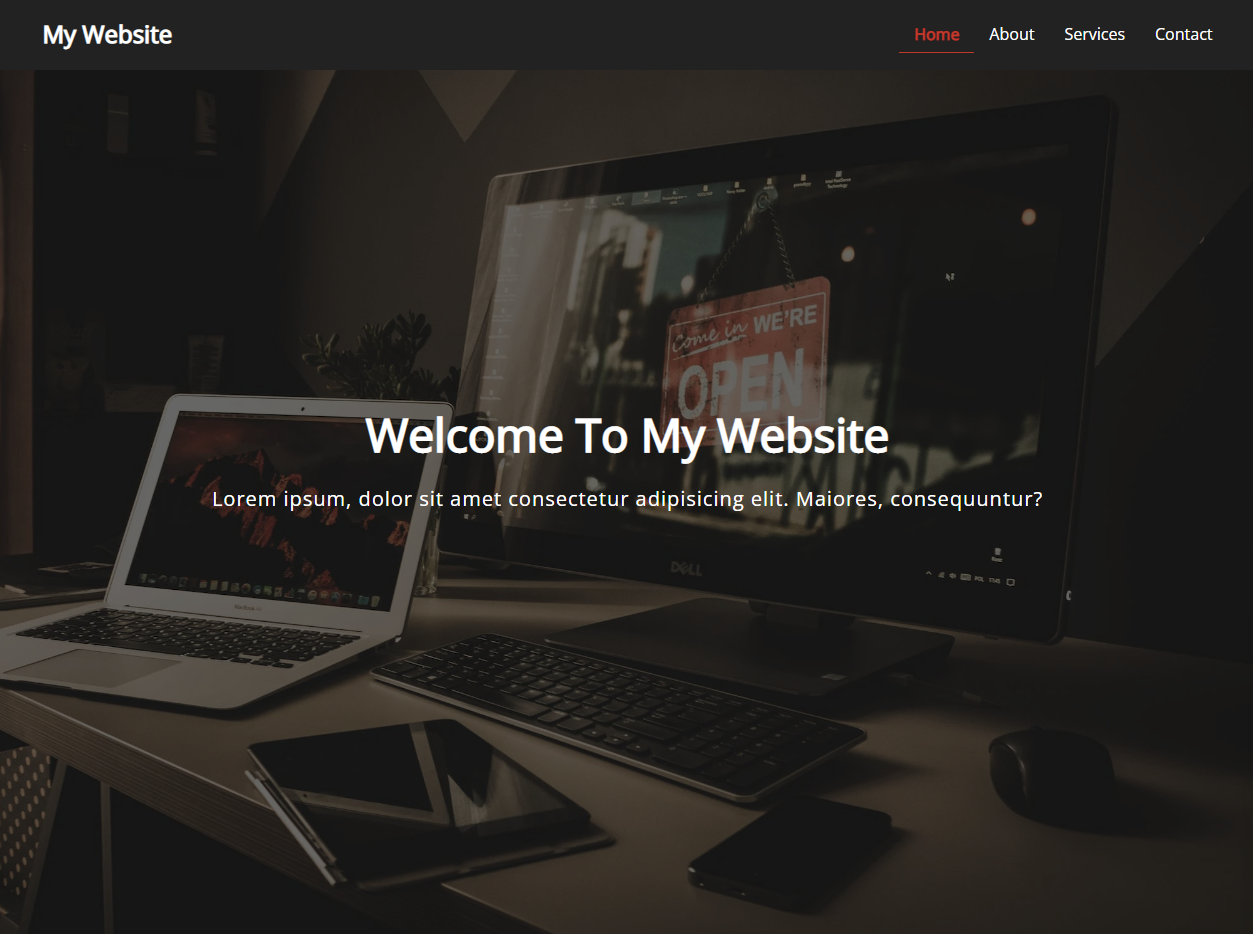 My Website
Home
About
Services
Contact
come in WE'RE
OPEN
Welcome To My Website
Lorem ipsum, dolor sit amet consectetur adipisicing elit. Maiores, consequuntur?
DELL